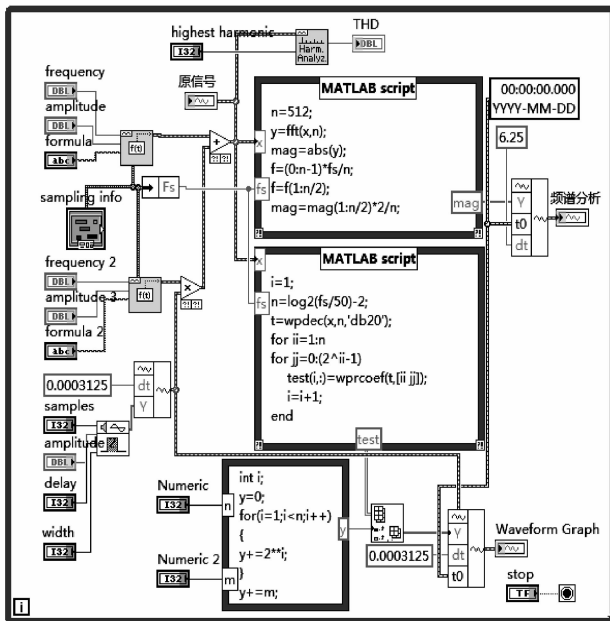 highest harmonic
I32
Harm.
Analyz.
THD
DBL
frequency
DBL
amplitude
DBL
formula
abc
f(t)
原信号
sampling info
Fs
MATLAB script
n=512;
y=fft(x,n);
mag=abs(y);
f=(0:n-1)*fs/n;
f=f(1:n/2);
mag=mag(1:n/2)*2/n;
x
fs
mag
00:00:00.000
YYYY-MM-DD
6.25
Y
t0
dt
频谱分析
frequency 2
DBL
amplitude 3
DBL
formula 2
abc
f(t)
MATLAB script
i=1;
n=log2(fs/50)-2;
t=wpdec(x,n,'db20');
for ii=1:n
for jj=0:(2^ii-1)
test(i,:)=wprcoef(t,[ii jj]);
i=i+1;
end
x
fs
test
0.0003125
dt
Y
samples
I32
amplitude
DBL
delay
I32
width
I32
Numeric
I32
n
Numeric 2
I32
m
int i;
y=0;
for(i=1;i<n;i++)
{
y+=2**i;
}
y+=m;
y
0.0003125
Y
dt
t0
Waveform Graph
stop
TF
i